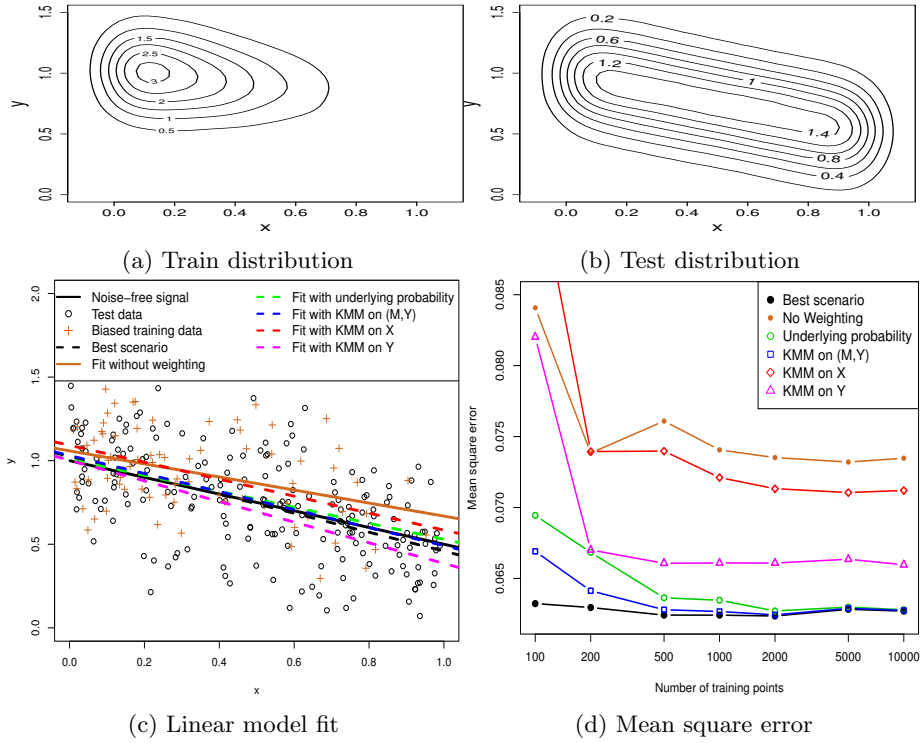 0.0 0.5 1.0 1.5
y
1.5
2.5
3
2
1
0.5
0.0 0.2 0.4 0.6 0.8 1.0
x
(a) Train distribution
0.0 0.5 1.0 1.5
y
0.2
0.6
1.2
1
1.4
0.8
0.4
0.0 0.2 0.4 0.6 0.8 1.0
x
(b) Test distribution
0.0 0.5 1.0 1.5 2.0
y
Noise-free signal
Test data
Biased training data
Best scenario
Fit without weighting
Fit with underlying probability
Fit with KMM on (M,Y)
Fit with KMM on X
Fit with KMM on Y
0.0 0.2 0.4 0.6 0.8 1.0
x
(c) Linear model fit
0.065 0.070 0.075 0.080 0.085
Mean square error
Best scenario
No Weighting
Underlying probability
KMM on (M,Y)
KMM on X
KMM on Y
100 200 500 1000 2000 5000 10000
Number of training points
(d) Mean square error